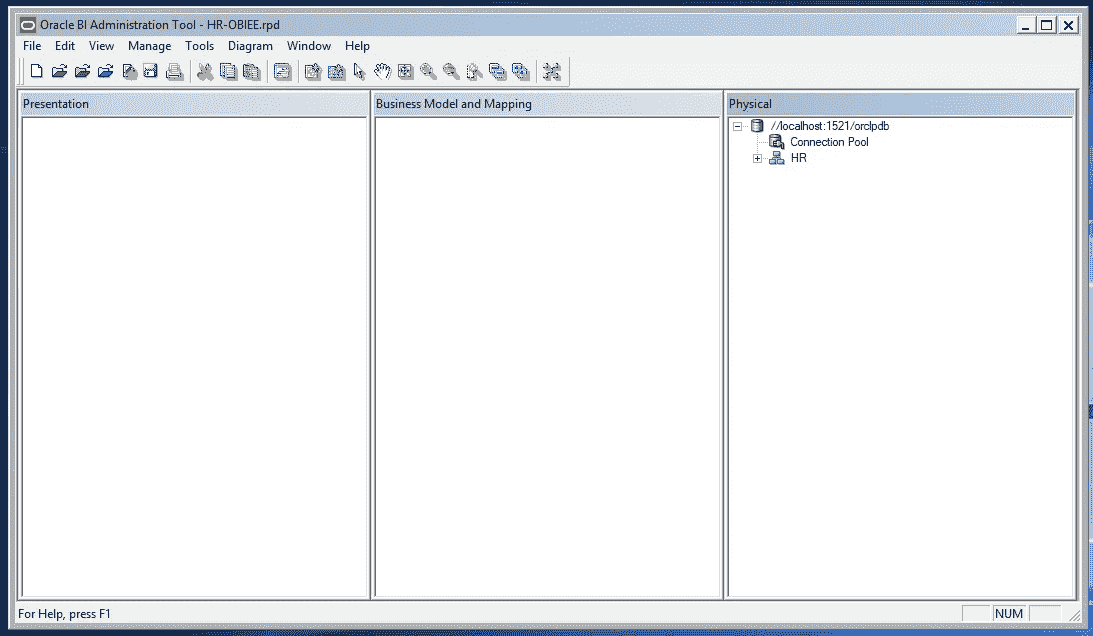 Oracle BI Administration Tool - HR-OBIEE.rpd
File Edit View Manage Tools Diagram Window Help
Presentation
Business Model and Mapping
Physical
//localhost:1521/orclpdb
Connection Pool
HR
For Help, press F1
NUM